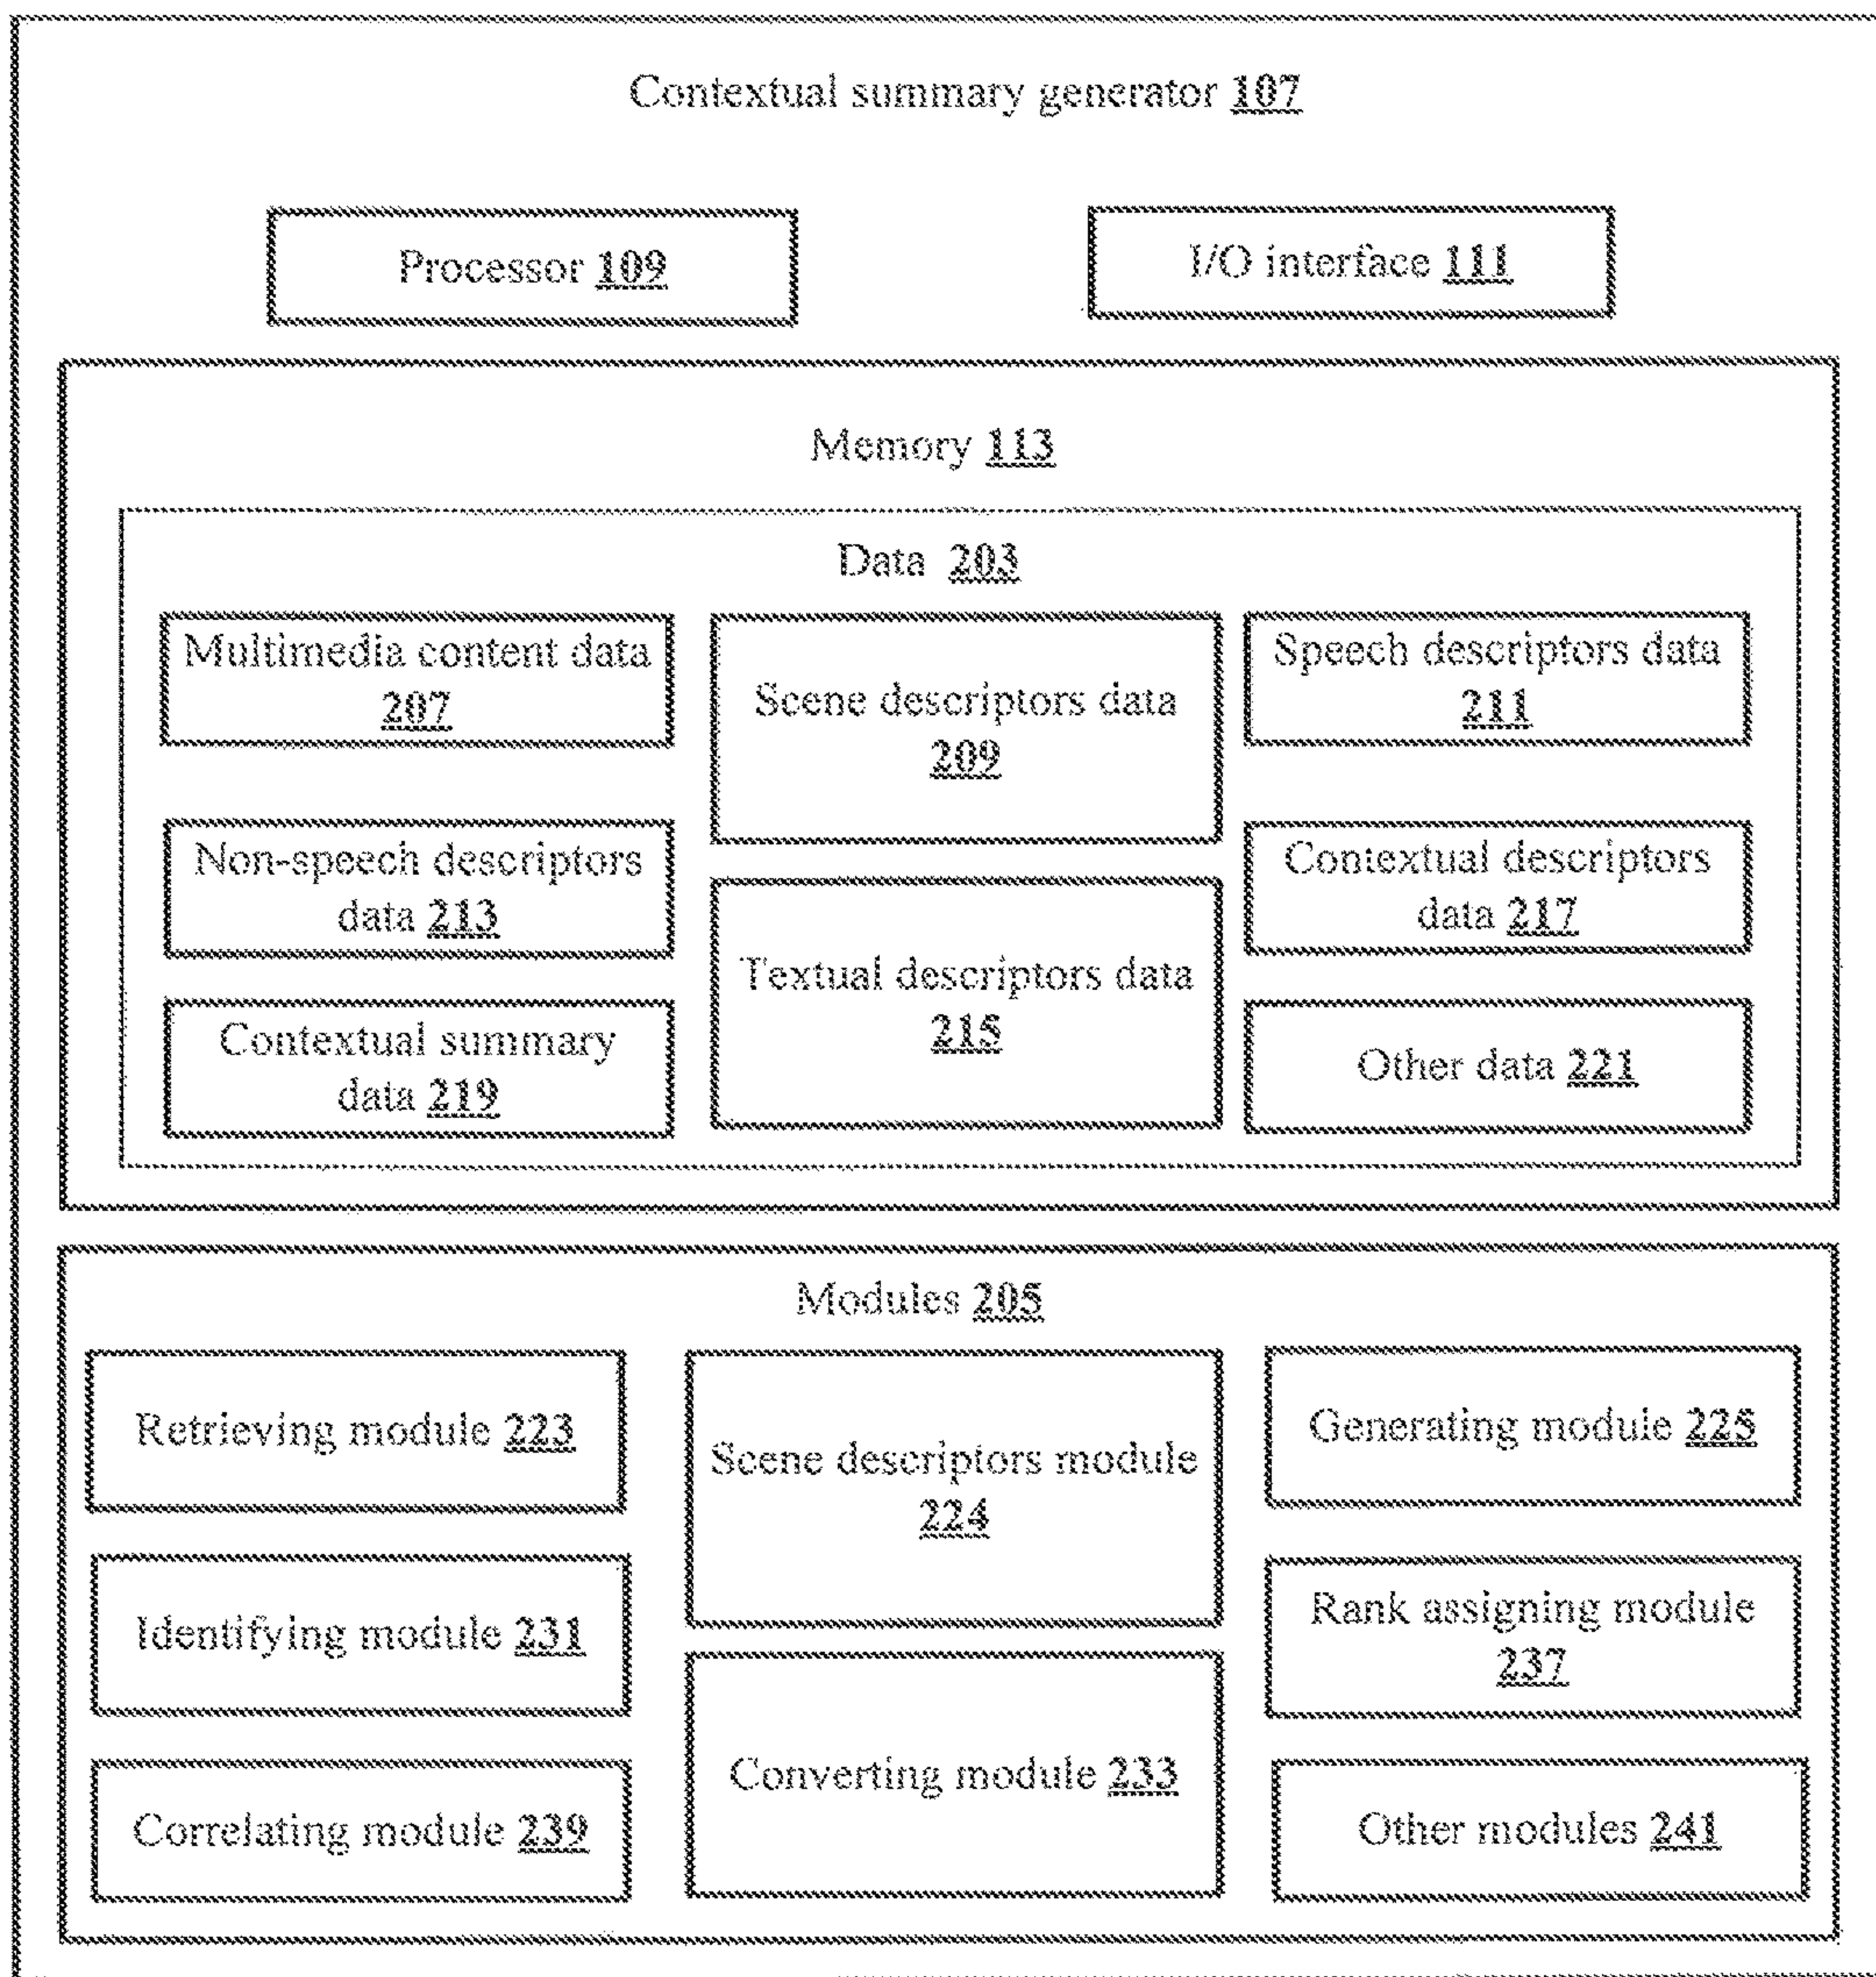 Contextual summary generator 107
Processor 109
I/O interface 111
Memory 113
Data 203
Multimedia content data
207
Scene descriptors data
209
Speech descriptors data
211
Non-speech descriptors
data 213
Textual descriptors data
215
Contextual descriptors
data 217
Contextual summary
data 219
Other data 221
Modules 205
Retrieving module 223
Scene descriptors module
224
Generating module 225
Identifying module 231
Rank assigning module
237
Converting module 233
Correlating module 239
Other modules 241